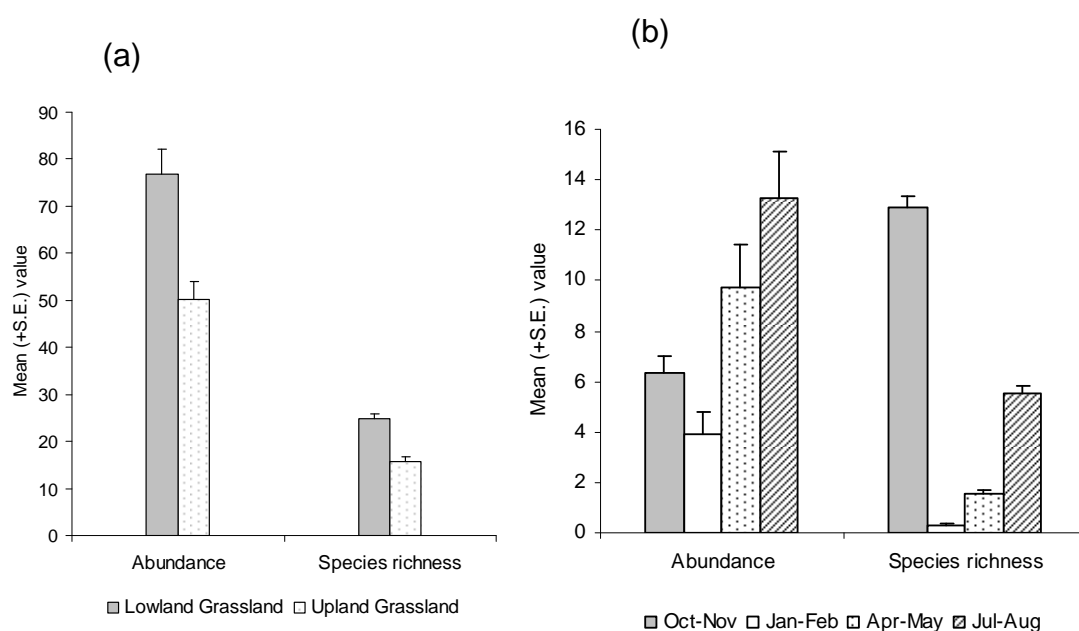 (a)
Mean (+S.E.) value
90
80
70
60
50
40
30
20
10
0
Abundance Species richness
Lowland Grassland Upland Grassland
(b)
Mean (+S.E.) value
16
14
12
10
8
6
4
2
0
Abundance Species richness
Oct-Nov Jan-Feb Apr-May Jul-Aug